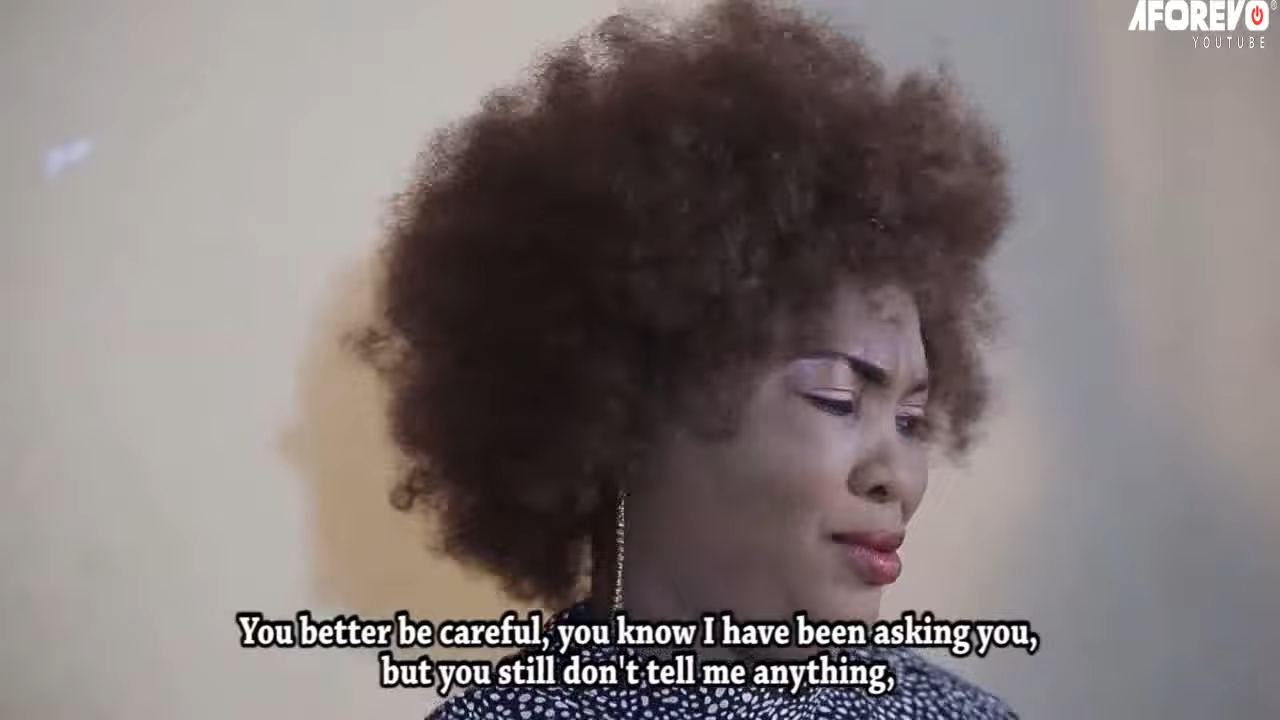 AFOREVO
YOUTUBE
You better be careful, you know I have been asking you,
but you still don't tell me anything,